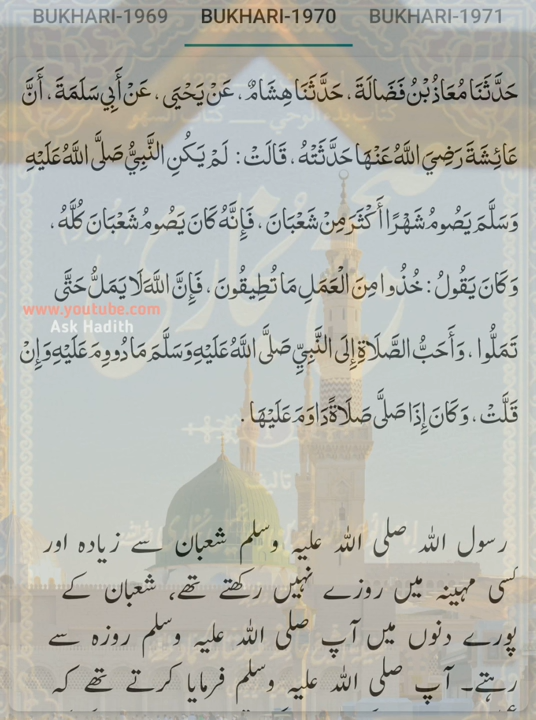 BUKHARI-1969 BUKHARI-1970 BUKHARI-1971
حَدَّثَنَا مُعَاذُ بْنُ فَضَالَةَ ، حَدَّثَنَا هِشَامٌ ، عَنْ يَحْيَى ، عَنْ أَبِي سَلَمَةَ ، أَنَّ
عَائِشَةَ رَضِيَ اللَّهُ عَنْهَا حَدَّثَتْهُ ، قَالَتْ : لَمْ يَكُنِ النَّبِيُّ صَلَّى اللَّهُ عَلَيْهِ
وَسَلَّمَ يَصُومُ شَهْرًا أَكْثَرَ مِنْ شَعْبَانَ ، فَإِنَّهُ كَانَ يَصُومُ شَعْبَانَ كُلَّهُ ،
وَكَانَ يَقُولُ : خُذُوا مِنَ الْعَمَلِ مَا تُطِيقُونَ ، فَإِنَّ اللَّهَ لَا يَمَلُّ حَتَّى
www.youtube.com
Ask Hadith
تَمَلُّوا ، وَأَحَبُّ الصَّلَاةِ إِلَى النَّبِيِّ صَلَّى اللَّهُ عَلَيْهِ وَسَلَّمَ مَا دُووِمَ عَلَيْهِ وَإِنْ
قَلَّتْ ، وَكَانَ إِذَا صَلَّى صَلَاةً دَاوَمَ عَلَيْهَا .
رسول اللہ صلی اللہ علیہ وسلم شعبان سے زیادہ اور
کسی مہینہ میں روزے نہیں رکھتے تھے، شعبان کے
پورے دنوں میں آپ صلی اللہ علیہ وسلم روزہ سے
رہتے۔ آپ صلی اللہ علیہ وسلم فرمایا کرتے تھے کہ